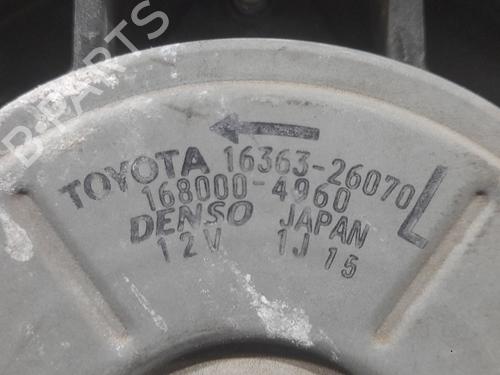 TOYOTA 16363-26070 L
168000-4960
DENSO JAPAN
12V 1J 15
B-PARTS